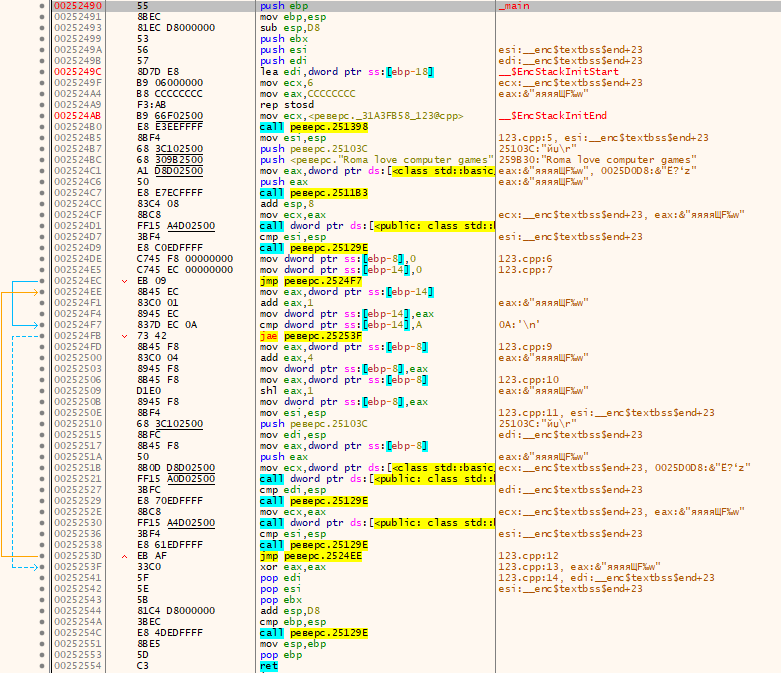 00252490 55 push ebp _main
00252491 8BEC mov ebp,esp
00252493 81EC D8000000 sub esp,D8
00252499 53 push ebx
0025249A 56 push esi esi:__enc$textbss$end+23
0025249B 57 push edi edi:__enc$textbss$end+23
0025249C 8D7D E8 lea edi,dword ptr ss:[ebp-18] __$EncStackInitStart
0025249F B9 06000000 mov ecx,6 ecx:__enc$textbss$end+23
002524A4 B8 CCCCCCCC mov eax,CCCCCCCC eax:&"яяяяЩF‰w"
002524A9 F3:AB rep stosd
002524AB B9 66F02500 mov ecx,<реверс._31A3FB58_123@cpp> __$EncStackInitEnd
002524B0 E8 E3EEFFFF call реверс.251398
002524B5 8BF4 mov esi,esp 123.cpp:5, esi:__enc$textbss$end+23
002524B7 68 3C102500 push реверс.25103C 25103C:"йц\r"
002524BC 68 309B2500 push <реверс."Roma love computer games" 259B30:"Roma love computer games"
002524C1 A1 D8D02500 mov eax,dword ptr ds:[<class std::basic_ eax:&"яяяяЩF‰w", 0025D0D8:&"Ё?‘z"
002524C6 50 push eax eax:&"яяяяЩF‰w"
002524C7 E8 E7ECFFFF call реверс.2511B3
002524CC 83C4 08 add esp,8
002524CF 8BC8 mov ecx,eax ecx:__enc$textbss$end+23, eax:&"яяяяЩF‰w"
002524D1 FF15 A4D02500 call dword ptr ds:[<public: class std::
002524D7 3BF4 cmp esi,esp esi:__enc$textbss$end+23
002524D9 E8 C0EDFFFF call реверс.25129E
002524DE C745 F8 00000000 mov dword ptr ss:[ebp-8],0 123.cpp:6
002524E5 C745 EC 00000000 mov dword ptr ss:[ebp-14],0 123.cpp:7
002524EC EB 09 jmp реверс.2524F7
002524EE 8B45 EC mov eax,dword ptr ss:[ebp-14]
002524F1 83C0 01 add eax,1 eax:&"яяяяЩF‰w"
002524F4 8945 EC mov dword ptr ss:[ebp-14],eax
002524F7 837D EC 0A cmp dword ptr ss:[ebp-14],A 0A:'\n'
002524FB 73 42 jae реверс.25253F
002524FD 8B45 F8 mov eax,dword ptr ss:[ebp-8] 123.cpp:9
00252500 83C0 04 add eax,4 eax:&"яяяяЩF‰w"
00252503 8945 F8 mov dword ptr ss:[ebp-8],eax
00252506 8B45 F8 mov eax,dword ptr ss:[ebp-8] 123.cpp:10
00252509 D1E0 shl eax,1 eax:&"яяяяЩF‰w"
0025250B 8945 F8 mov dword ptr ss:[ebp-8],eax
0025250E 8BF4 mov esi,esp 123.cpp:11, esi:__enc$textbss$end+23
00252510 68 3C102500 push реверс.25103C 25103C:"йц\r"
00252515 8BFC mov edi,esp edi:__enc$textbss$end+23
00252517 8B45 F8 mov eax,dword ptr ss:[ebp-8]
0025251A 50 push eax eax:&"яяяяЩF‰w"
0025251B 8B0D D8D02500 mov ecx,dword ptr ds:[<class std::basic_ ecx:__enc$textbss$end+23, 0025D0D8:&"Ё?‘z"
00252521 FF15 A0D02500 call dword ptr ds:[<public: class std::
00252527 3BFC cmp edi,esp edi:__enc$textbss$end+23
00252529 E8 70EDFFFF call реверс.25129E
0025252E 8BC8 mov ecx,eax ecx:__enc$textbss$end+23, eax:&"яяяяЩF‰w"
00252530 FF15 A4D02500 call dword ptr ds:[<public: class std::
00252536 3BF4 cmp esi,esp esi:__enc$textbss$end+23
00252538 E8 61EDFFFF call реверс.25129E
0025253D EB AF jmp реверс.2524EE 123.cpp:12
0025253F 33C0 xor eax,eax 123.cpp:13, eax:&"яяяяЩF‰w"
00252541 5F pop edi 123.cpp:14, edi:__enc$textbss$end+23
00252542 5E pop esi esi:__enc$textbss$end+23
00252543 5B pop ebx
00252544 81C4 D8000000 add esp,D8
0025254A 3BEC cmp ebp,esp
0025254C E8 4DEDFFFF call реверс.25129E
00252551 8BE5 mov esp,ebp
00252553 5D pop ebp
00252554 C3 ret